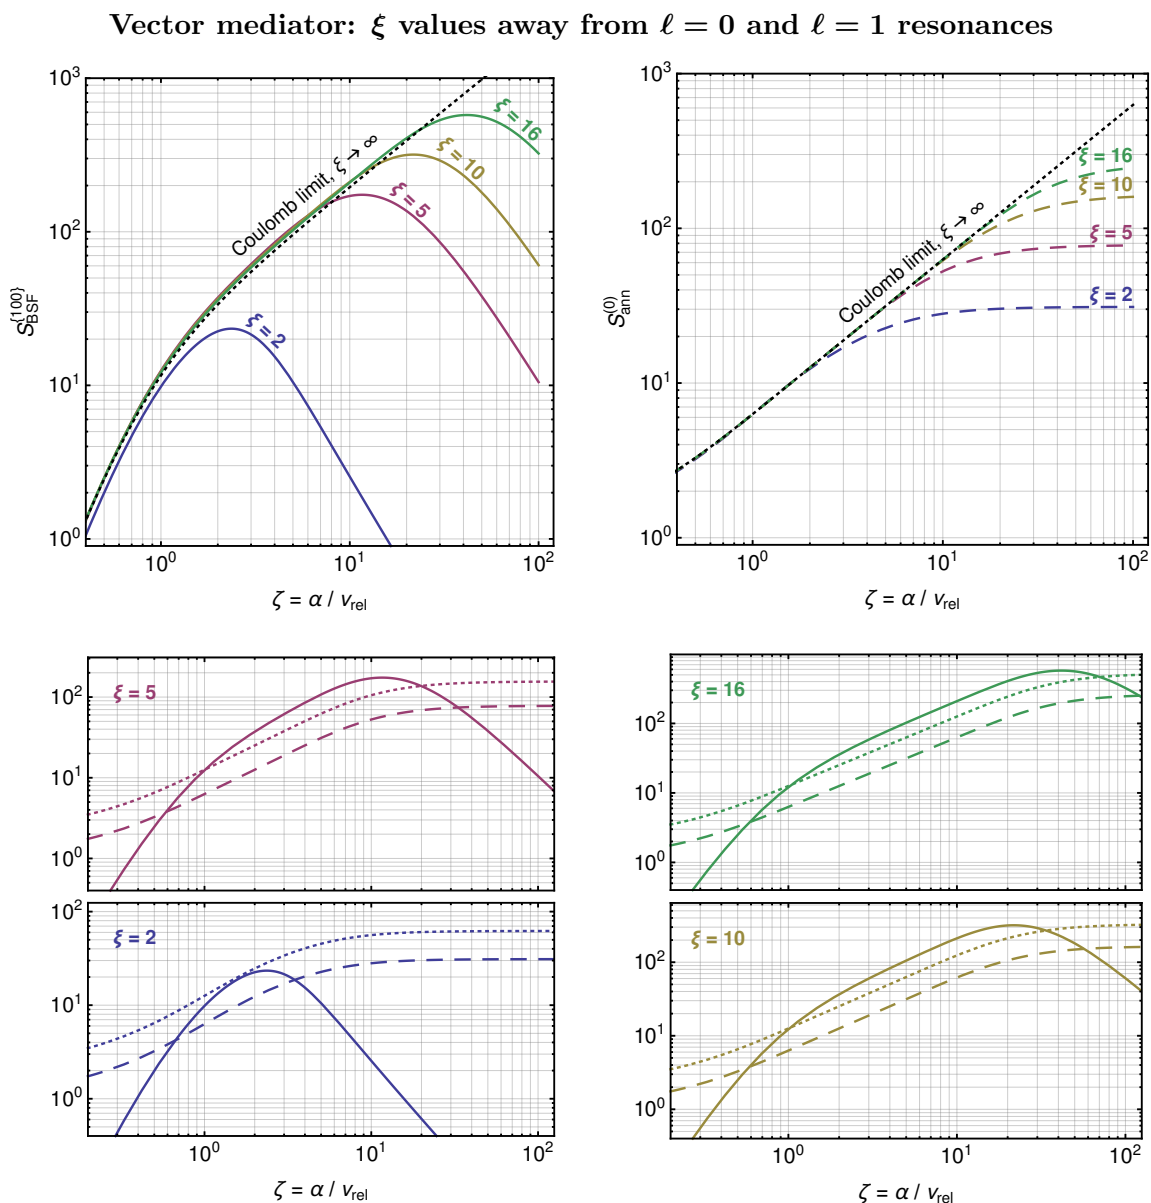 Vector mediator: ξ values away from ℓ = 0 and ℓ = 1 resonances
10³
10²
10¹
10⁰
S_BSF^{100}
Coulomb limit, ξ → ∞
ξ = 16
ξ = 10
ξ = 5
ξ = 2
10⁰ 10¹ 10²
ζ = α / v_rel
10³
10²
10¹
10⁰
S_ann^(0)
Coulomb limit, ξ → ∞
ξ = 16
ξ = 10
ξ = 5
ξ = 2
10⁰ 10¹ 10²
ζ = α / v_rel
ξ = 5
10²
10¹
10⁰
ξ = 16
10²
10¹
10⁰
ξ = 2
10²
10¹
10⁰
10⁰ 10¹ 10²
ζ = α / v_rel
ξ = 10
10²
10¹
10⁰
10⁰ 10¹ 10²
ζ = α / v_rel